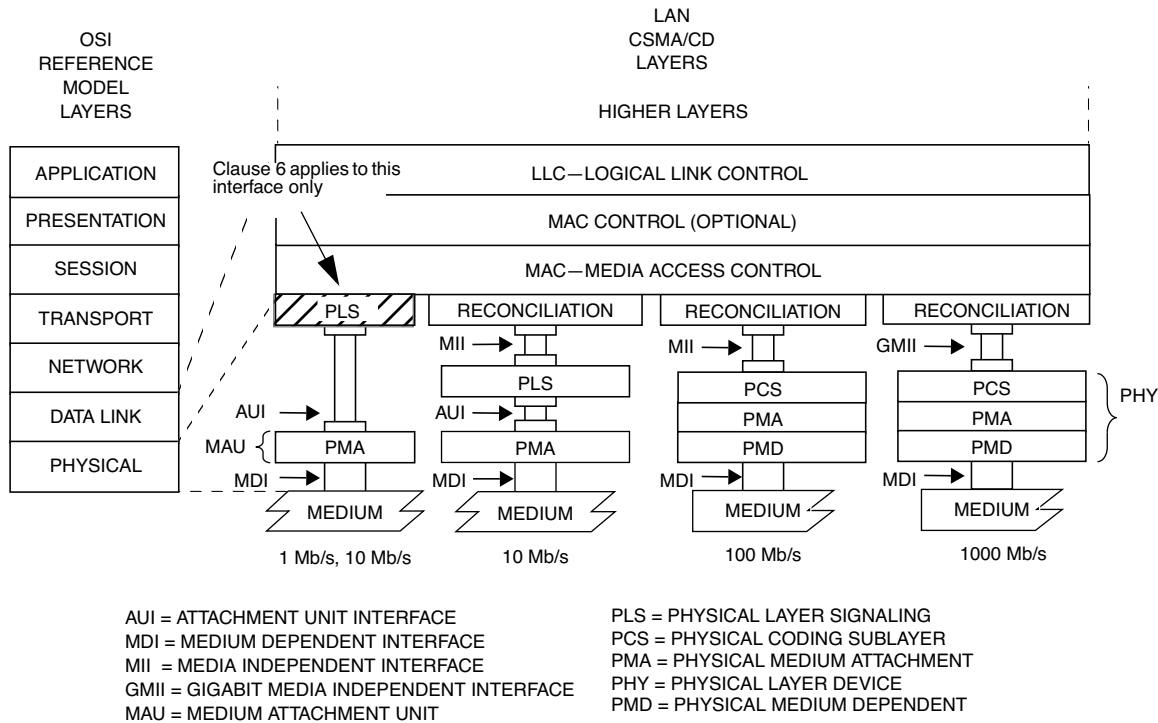 OSI
REFERENCE
MODEL
LAYERS
LAN
CSMA/CD
LAYERS
HIGHER LAYERS
APPLICATION
PRESENTATION
SESSION
TRANSPORT
NETWORK
DATA LINK
PHYSICAL
Clause 6 applies to this
interface only
LLC—LOGICAL LINK CONTROL
MAC CONTROL (OPTIONAL)
MAC—MEDIA ACCESS CONTROL
PLS
AUI
MAU
PMA
MDI
MEDIUM
1 Mb/s, 10 Mb/s
RECONCILIATION
MII
PLS
AUI
PMA
MDI
MEDIUM
10 Mb/s
RECONCILIATION
MII
PCS
PMA
PMD
MDI
MEDIUM
100 Mb/s
RECONCILIATION
GMII
PCS
PMA
PMD
PHY
MDI
MEDIUM
1000 Mb/s
AUI = ATTACHMENT UNIT INTERFACE
MDI = MEDIUM DEPENDENT INTERFACE
MII = MEDIA INDEPENDENT INTERFACE
GMII = GIGABIT MEDIA INDEPENDENT INTERFACE
MAU = MEDIUM ATTACHMENT UNIT
PLS = PHYSICAL LAYER SIGNALING
PCS = PHYSICAL CODING SUBLAYER
PMA = PHYSICAL MEDIUM ATTACHMENT
PHY = PHYSICAL LAYER DEVICE
PMD = PHYSICAL MEDIUM DEPENDENT